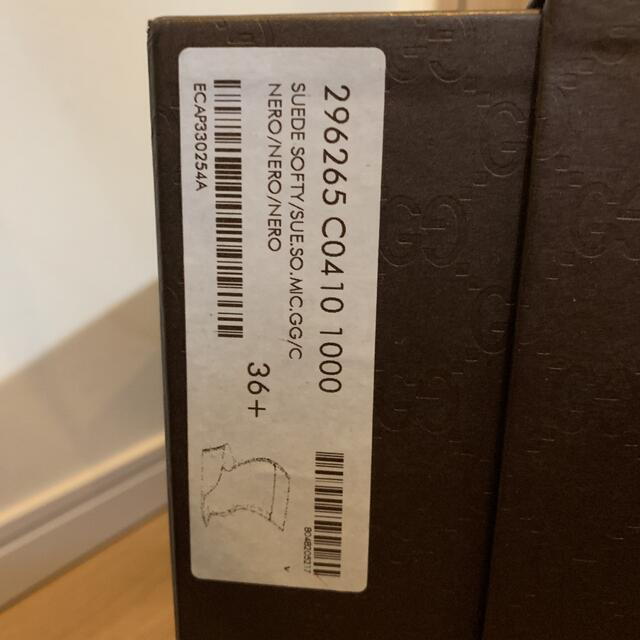 296265 C0410 1000
SUEDE SOFTY/SUE.SO.MIC.GG/C
NERO/NERO/NERO
ECAP330254A
36+